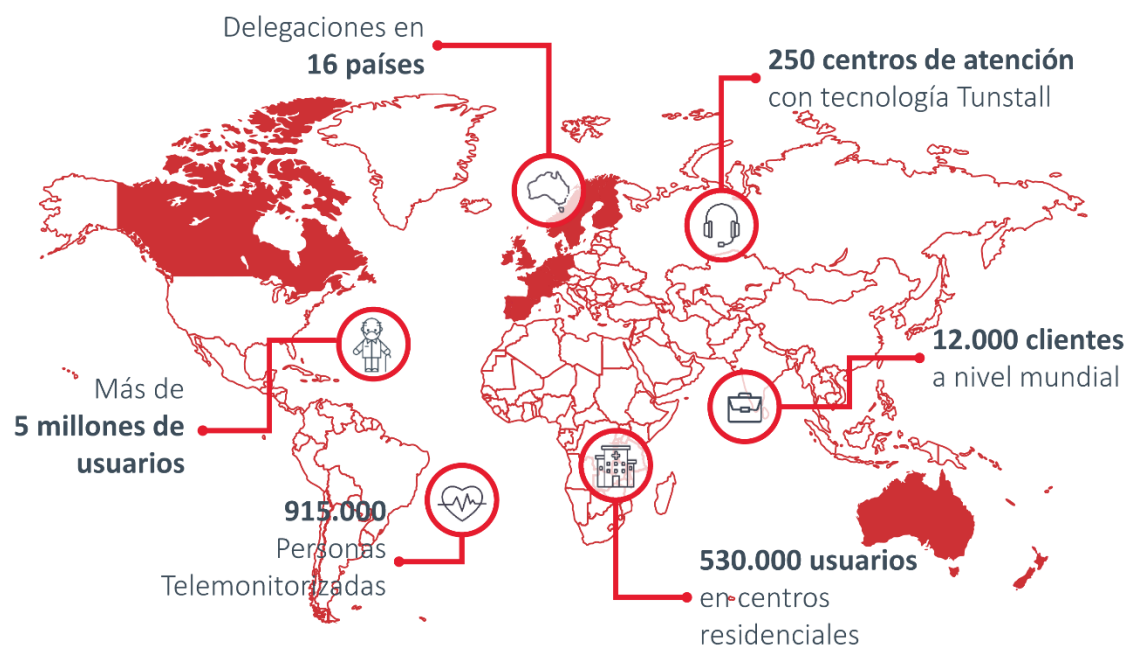 Delegaciones en
16 países
250 centros de atención
con tecnología Tunstall
12.000 clientes
a nivel mundial
Más de
5 millones de
usuarios
915.000
Personas
Telemonitorizadas
530.000 usuarios
en centros
residenciales